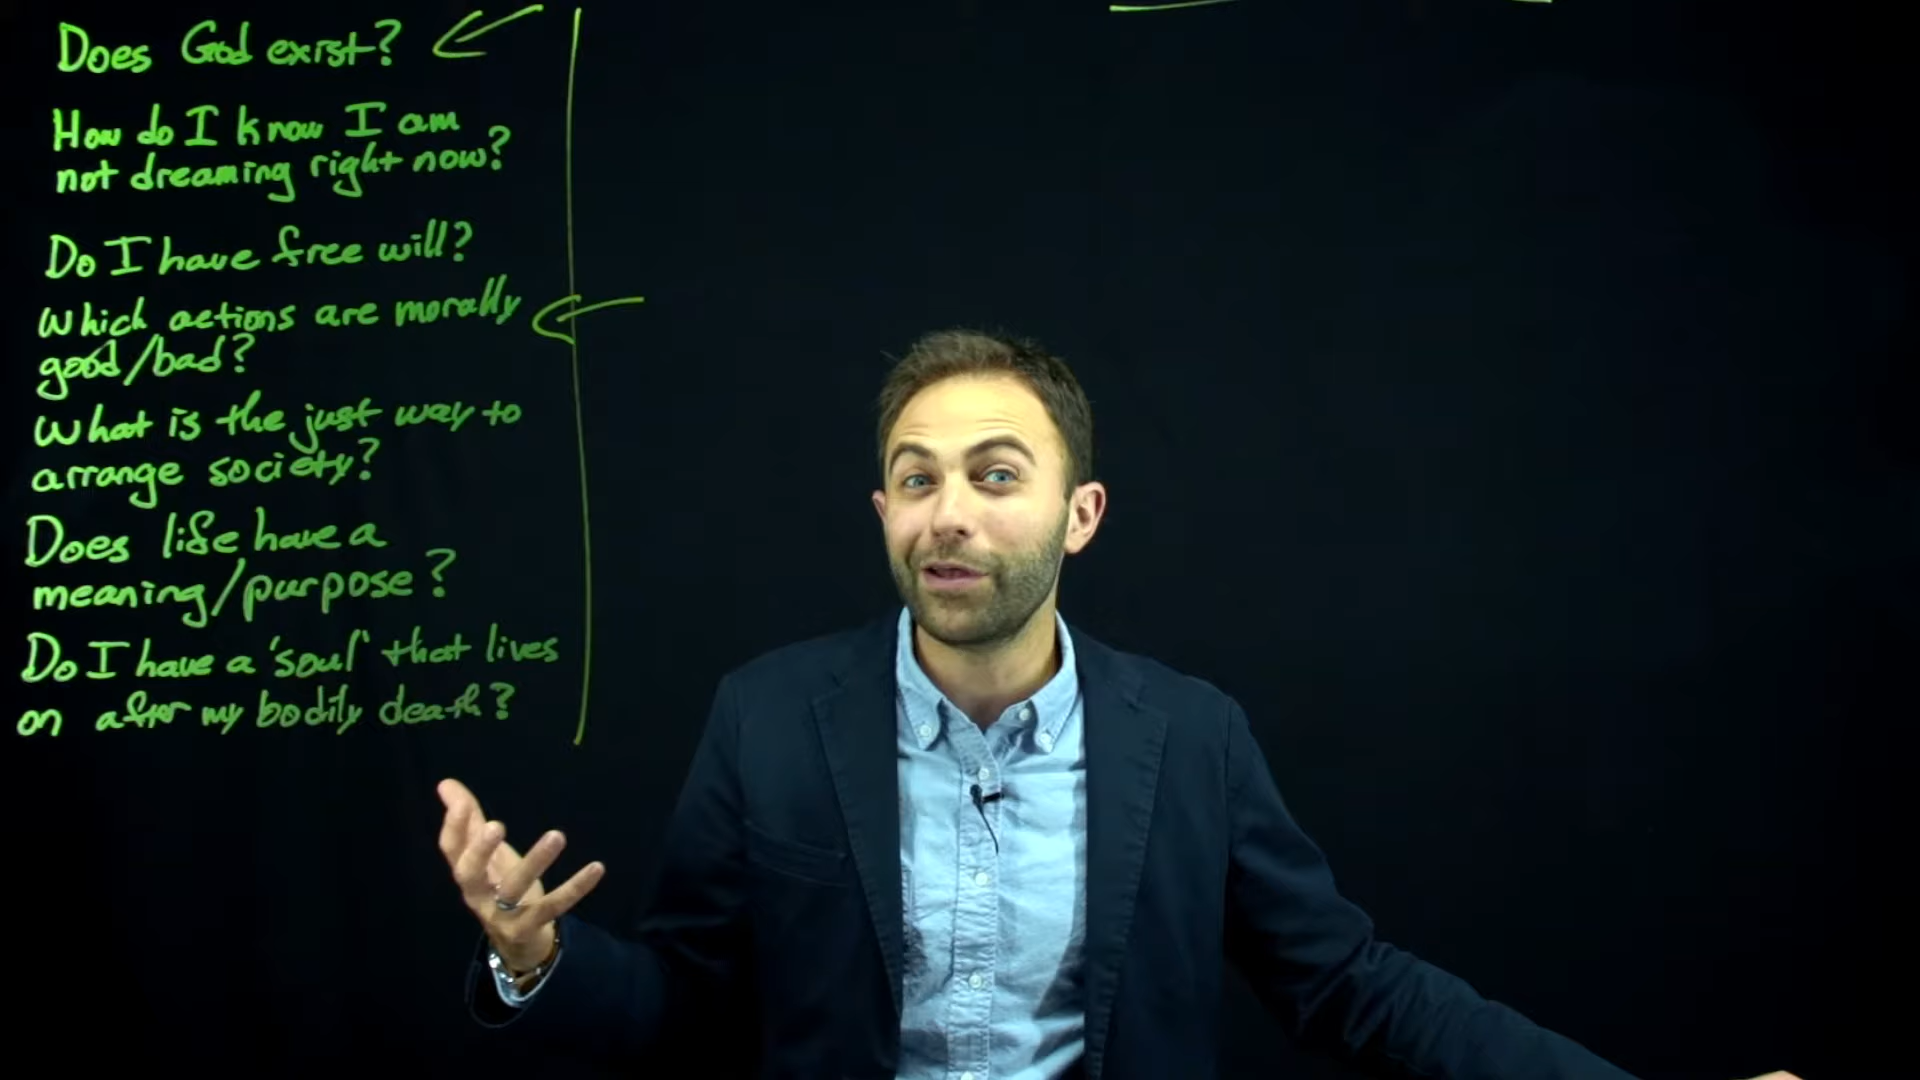 Does God exist?
How do I know I am
not dreaming right now?
Do I have free will?
Which actions are morally
good/bad?
What is the just way to
arrange society?
Does life have a
meaning/purpose?
Do I have a 'soul' that lives
on after my bodily death?